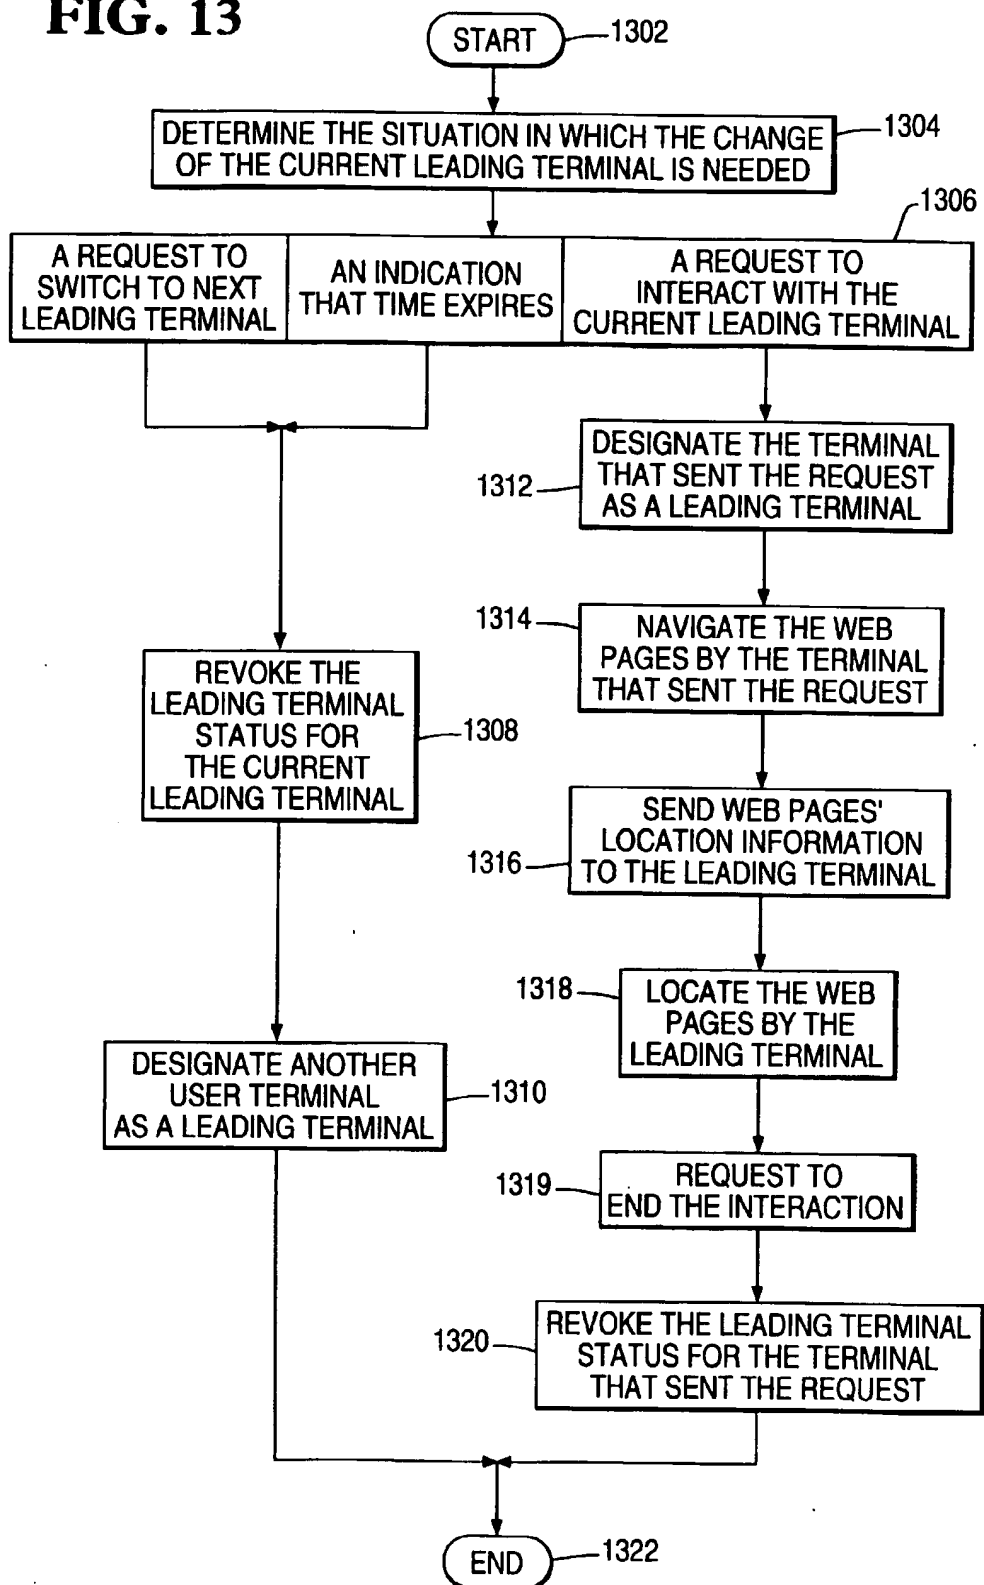 FIG. 13
START
1302
DETERMINE THE SITUATION IN WHICH THE CHANGE
OF THE CURRENT LEADING TERMINAL IS NEEDED
1304
1306
A REQUEST TO
SWITCH TO NEXT
LEADING TERMINAL
AN INDICATION
THAT TIME EXPIRES
A REQUEST TO
INTERACT WITH THE
CURRENT LEADING TERMINAL
DESIGNATE THE TERMINAL
THAT SENT THE REQUEST
AS A LEADING TERMINAL
1312
1314
NAVIGATE THE WEB
PAGES BY THE TERMINAL
THAT SENT THE REQUEST
REVOKE THE
LEADING TERMINAL
STATUS FOR
THE CURRENT
LEADING TERMINAL
1308
SEND WEB PAGES'
LOCATION INFORMATION
TO THE LEADING TERMINAL
1316
1318
LOCATE THE WEB
PAGES BY THE
LEADING TERMINAL
DESIGNATE ANOTHER
USER TERMINAL
AS A LEADING TERMINAL
1310
1319
REQUEST TO
END THE INTERACTION
1320
REVOKE THE LEADING TERMINAL
STATUS FOR THE TERMINAL
THAT SENT THE REQUEST
END
1322